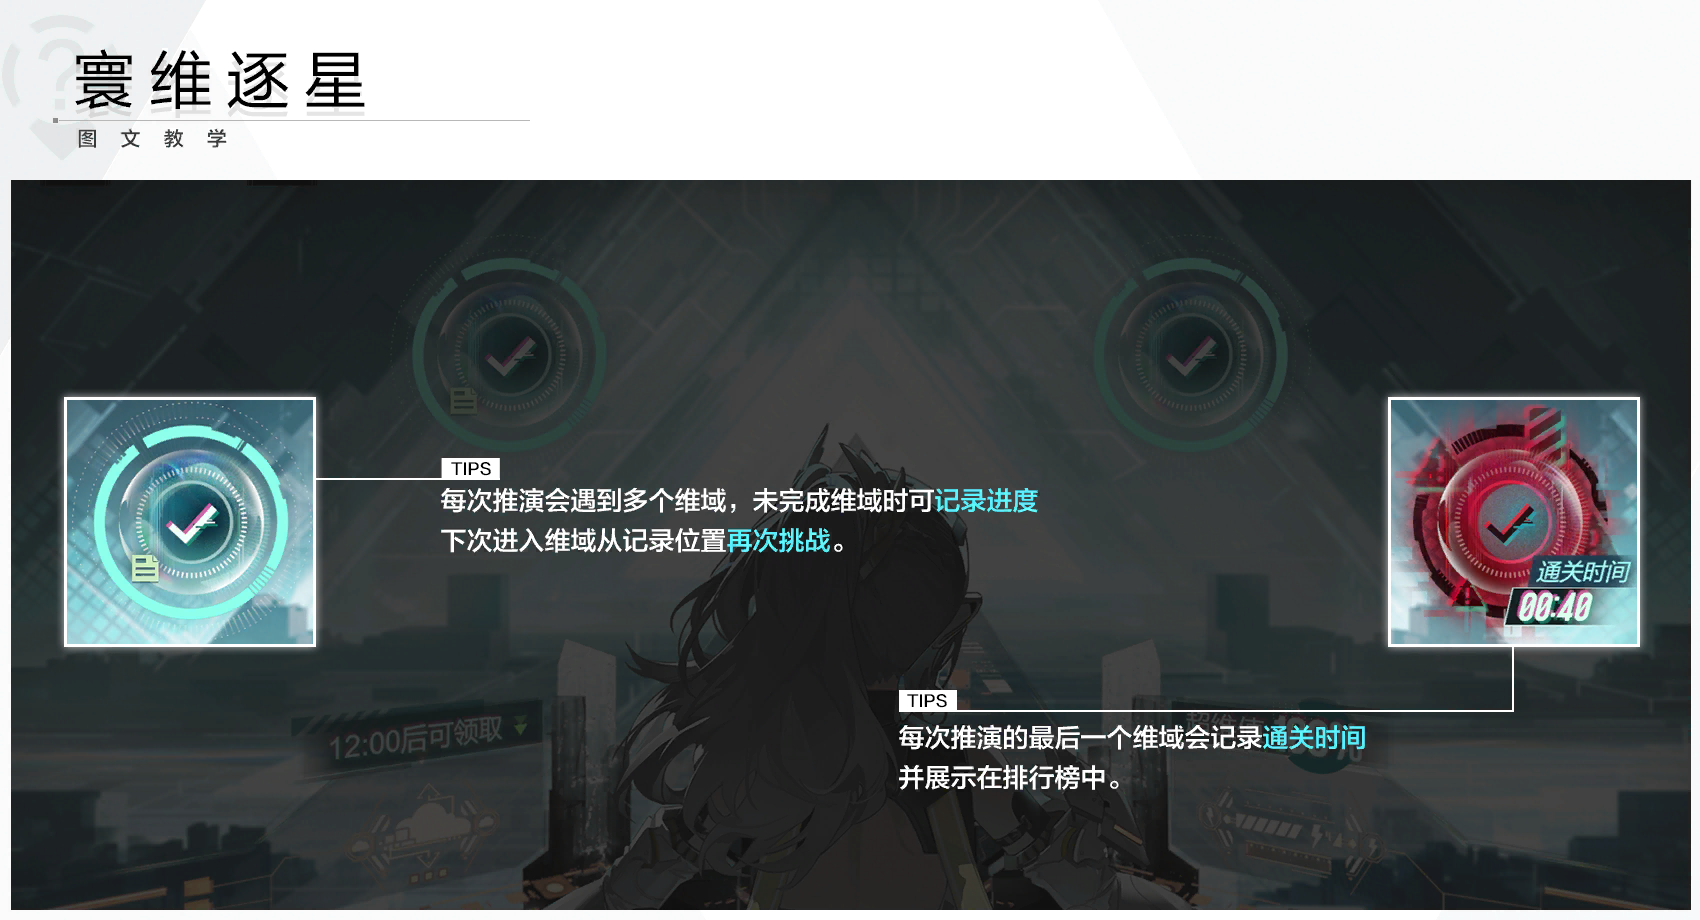 寰维逐星
图文教学
TIPS
每次推演会遇到多个维域，未完成维域时可记录进度
下次进入维域从记录位置再次挑战。
通关时间
00:40
12:00后可领取
TIPS
每次推演的最后一个维域会记录通关时间
并展示在排行榜中。